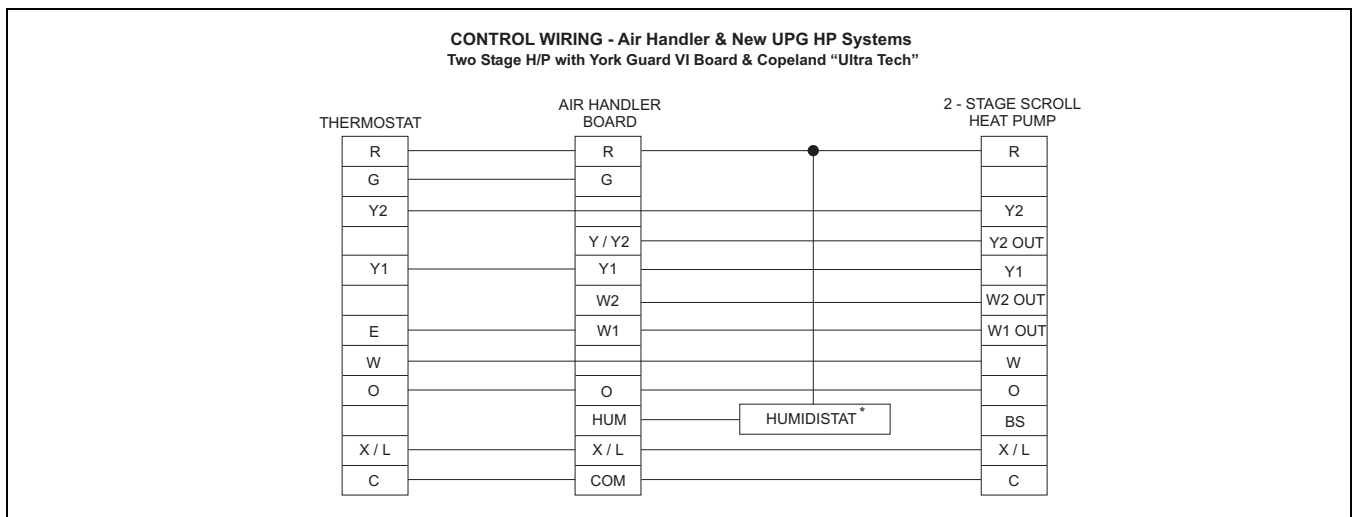 CONTROL WIRING - Air Handler & New UPG HP Systems
Two Stage H/P with York Guard VI Board & Copeland “Ultra Tech”
THERMOSTAT
AIR HANDLER
BOARD
2 - STAGE SCROLL
HEAT PUMP
R R R
G G
Y2 Y2
Y / Y2 Y2 OUT
Y1 Y1 Y1
W2 W2 OUT
E W1 W1 OUT
W W
O O O
HUM HUMIDISTAT * BS
X / L X / L X / L
C COM C